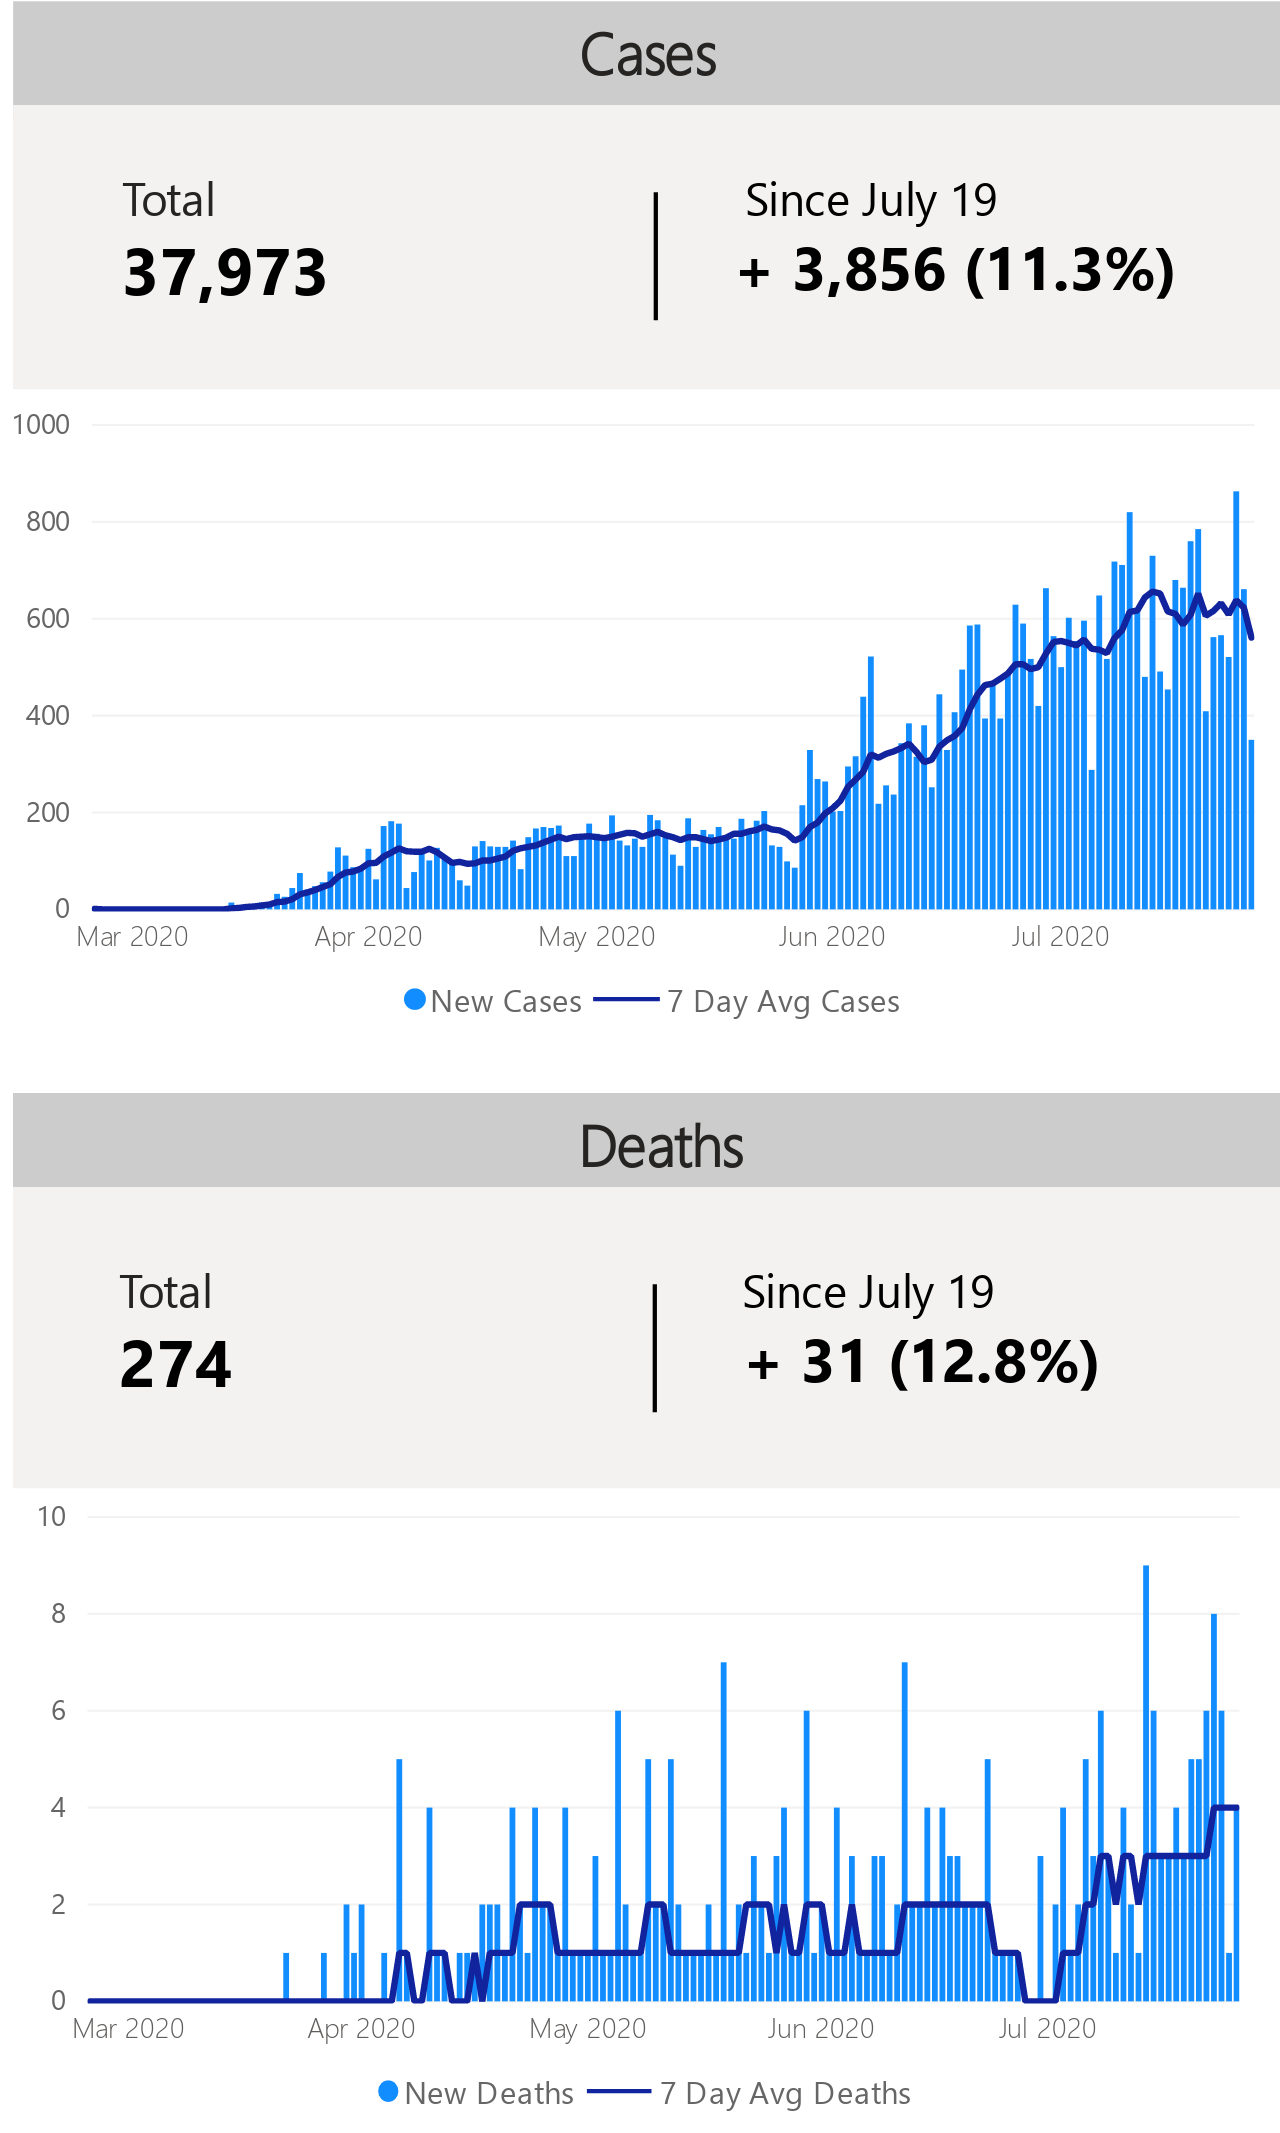 Cases
Total
Since July 19
37,973
+ 3,856 (11.3%)
1000
800
600
400
200
0
Mar 2020
Apr 2020
May 2020
Jun 2020
Jul 2020
New Cases
7 Day Avg Cases
Deaths
Total
Since July 19
274
+ 31 (12.8%)
10
8
6
4
2
0
Mar 2020
Apr 2020
May 2020
Jun 2020
Jul 2020
New Deaths
7 Day Avg Deaths